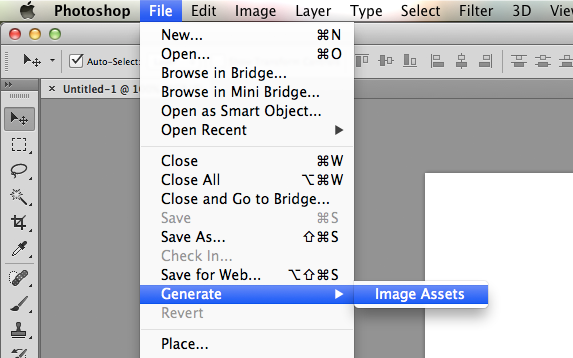 Photoshop File Edit Image Layer Type Select Filter 3D View
Auto-Select:
× Untitled-1 @
New... ⌘N
Open... ⌘O
Browse in Bridge...
Browse in Mini Bridge...
Open as Smart Object...
Open Recent ▶
Close ⌘W
Close All ⌥⌘W
Close and Go to Bridge...
Save ⌘S
Save As... ⇧⌘S
Check In...
Save for Web... ⌥⇧⌘S
Generate ▶ Image Assets
Revert
Place...